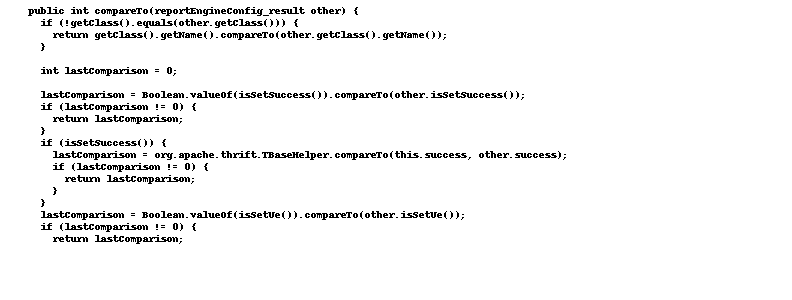 public int compareTo(reportEngineConfig_result other) {
if (!getClass().equals(other.getClass())) {
return getClass().getName().compareTo(other.getClass().getName());
}
int lastComparison = 0;
lastComparison = Boolean.valueOf(isSetSuccess()).compareTo(other.isSetSuccess());
if (lastComparison != 0) {
return lastComparison;
}
if (isSetSuccess()) {
lastComparison = org.apache.thrift.TBaseHelper.compareTo(this.success, other.success);
if (lastComparison != 0) {
return lastComparison;
}
}
lastComparison = Boolean.valueOf(isSetUe()).compareTo(other.isSetUe());
if (lastComparison != 0) {
return lastComparison;